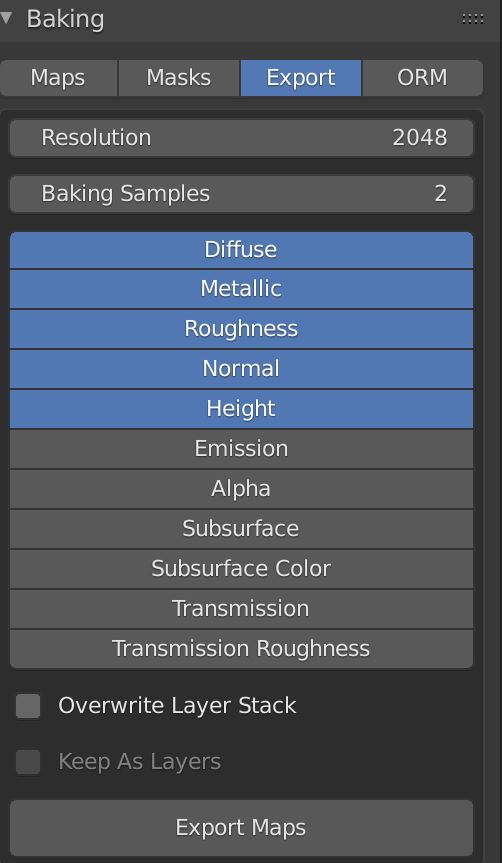 Baking
Maps Masks Export ORM
Resolution 2048
Baking Samples 2
Diffuse
Metallic
Roughness
Normal
Height
Emission
Alpha
Subsurface
Subsurface Color
Transmission
Transmission Roughness
Overwrite Layer Stack
Keep As Layers
Export Maps